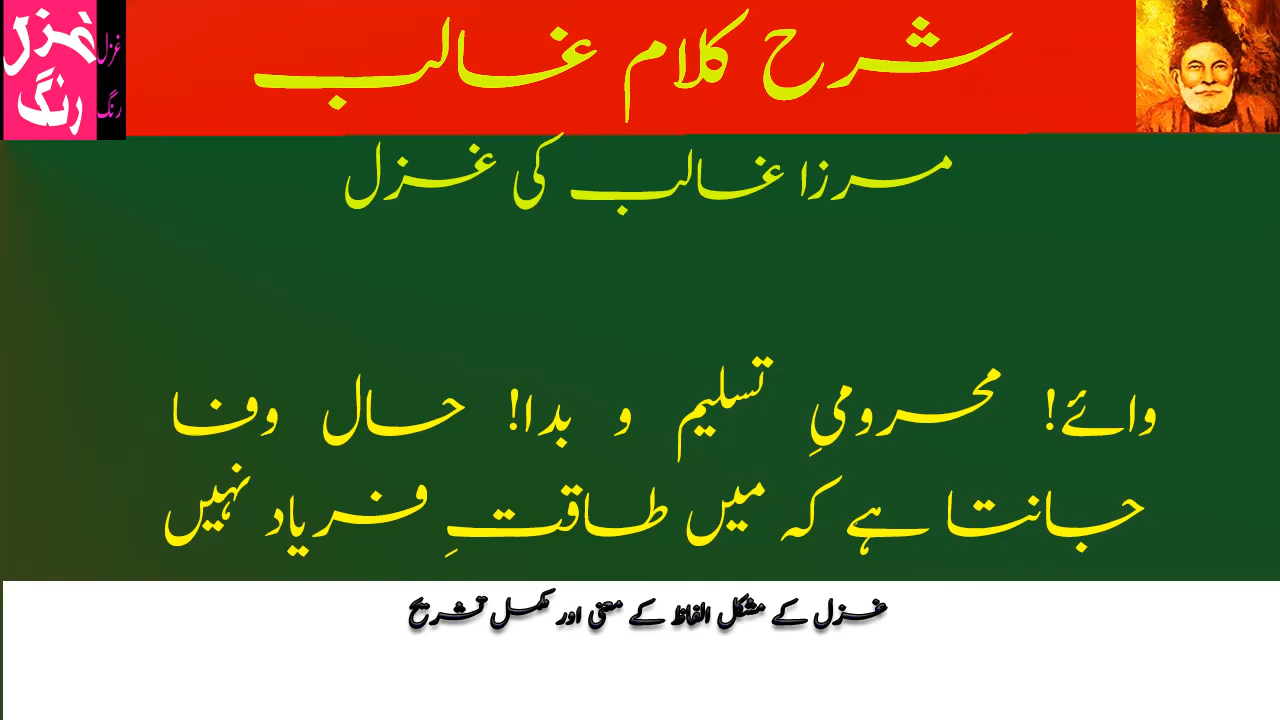 غزل
رنگ
غزل
رنگ
شرح کلام غالب
مرزا غالب کی غزل
وائے! محرومیِ تسلیم و بدا! حال وفا
جانتا ہے کہ میں طاقتِ فریاد نہیں
غزل کے مشکل الفاظ کے معنی اور مکمل تشریح